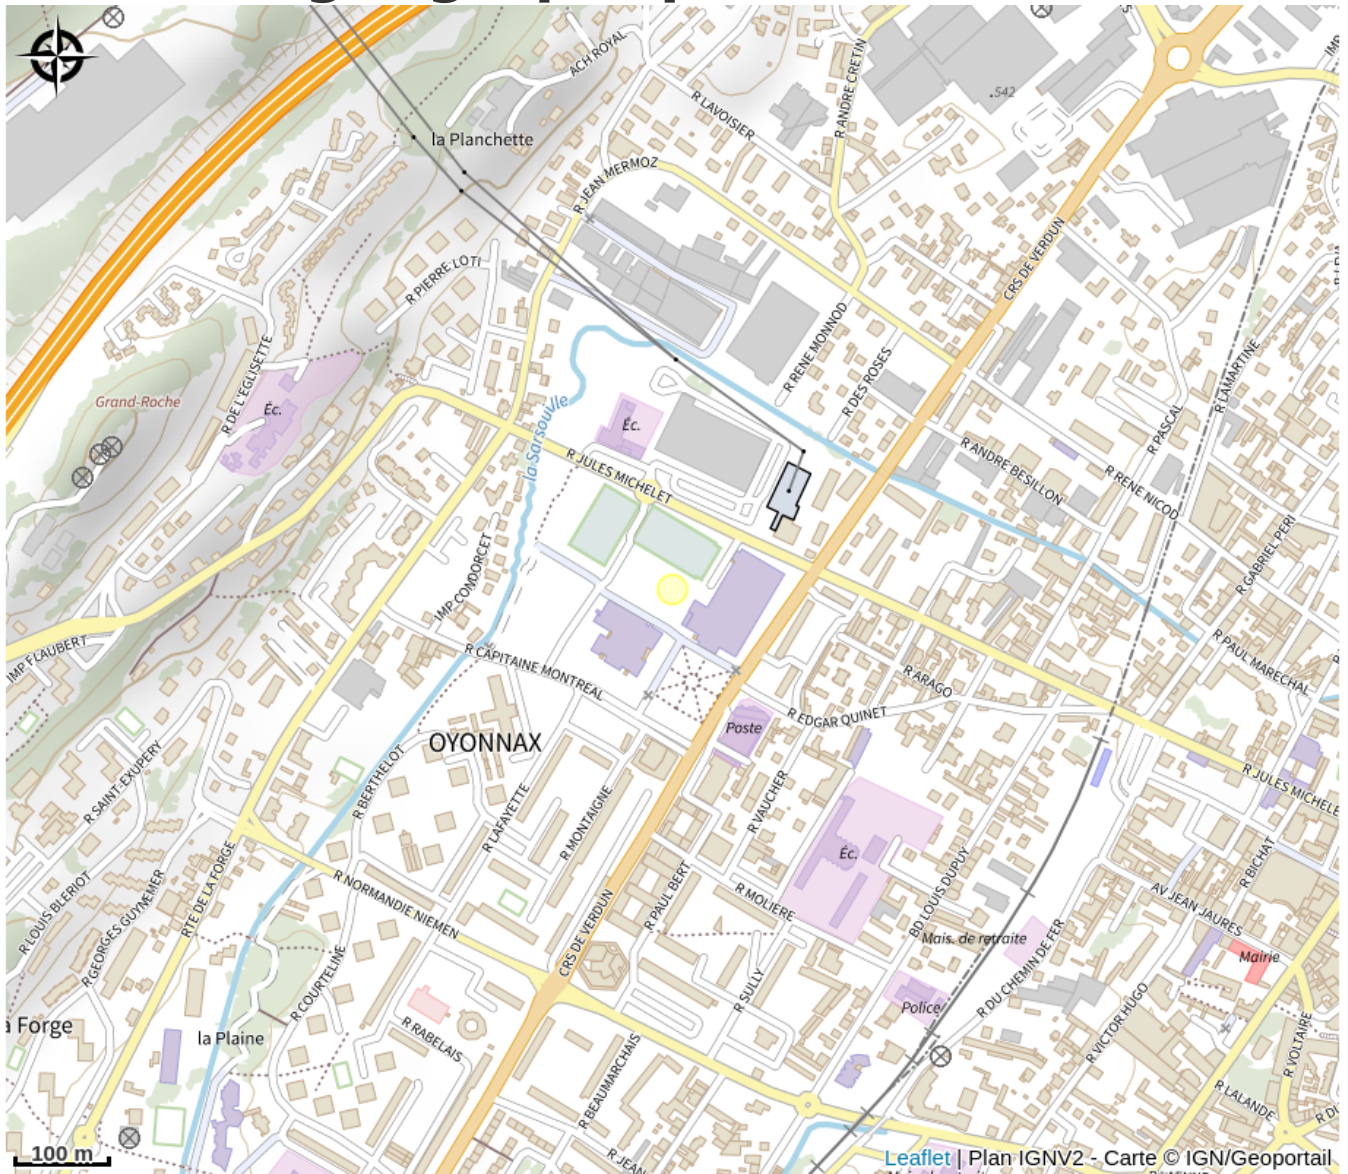 ACH ROYAL
R ANDRE CRETIN
.542
R LAVOISIER
la Planchette
R JEAN MERMOZ
CRS DE VERDUN
R PIERRE LOTI
R RENE MONNOD
R DES ROSES
R DE L'EGLISETTE
R LAMARTINE
Grand-Roche
Éc.
la Sarsouvle
Éc.
R PASCAL
R ANDRE BESILLON
R RENE NICOD
R JULES MICHELET
R GABRIEL PERI
IMP CONDORCET
IMP FLAUBERT
R CAPITAINE MONTREAL
R PAUL MARECHAL
R ARAGO
R EDGAR QUINET
Poste
OYONNAX
R SAINT-EXUPERY
R BERTHELOT
R LAFAYETTE
R MONTAIGNE
R VAUCHER
R JULES MICHELE
Éc.
R BICHAT
R LOUIS BLERIOT
R GEORGES GUYNEMER
RTE DE LA FORGE
R NORMANDIE NIEMEN
R PAUL BERT
R MOLIERE
BD LOUIS DUPUY
AV JEAN JAURES
CRS DE VERDUN
Mais. de retraite
Mairie
R COURTELINE
R SULLY
R DU CHEMIN DE FER
Police
R VICTOR HUGO
a Forge
la Plaine
R RABELAIS
R BEAUMARCHAIS
R VOLTAIRE
R LALANDE
R DI
R JEAN
100 m
Leaflet | Plan IGNV2 - Carte © IGN/Geoportail